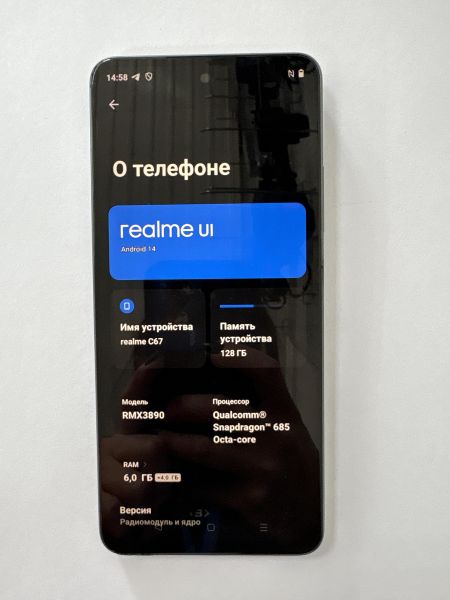 14:58
О телефоне
realme UI
Android 14
Имя устройства
realme C67
Память
устройства
128 ГБ
Модель
RMX3890
Процессор
Qualcomm®
Snapdragon™ 685
Octa-core
RAM
6,0 ГБ +4,0 ГБ
Версия
Радиомодуль и ядро